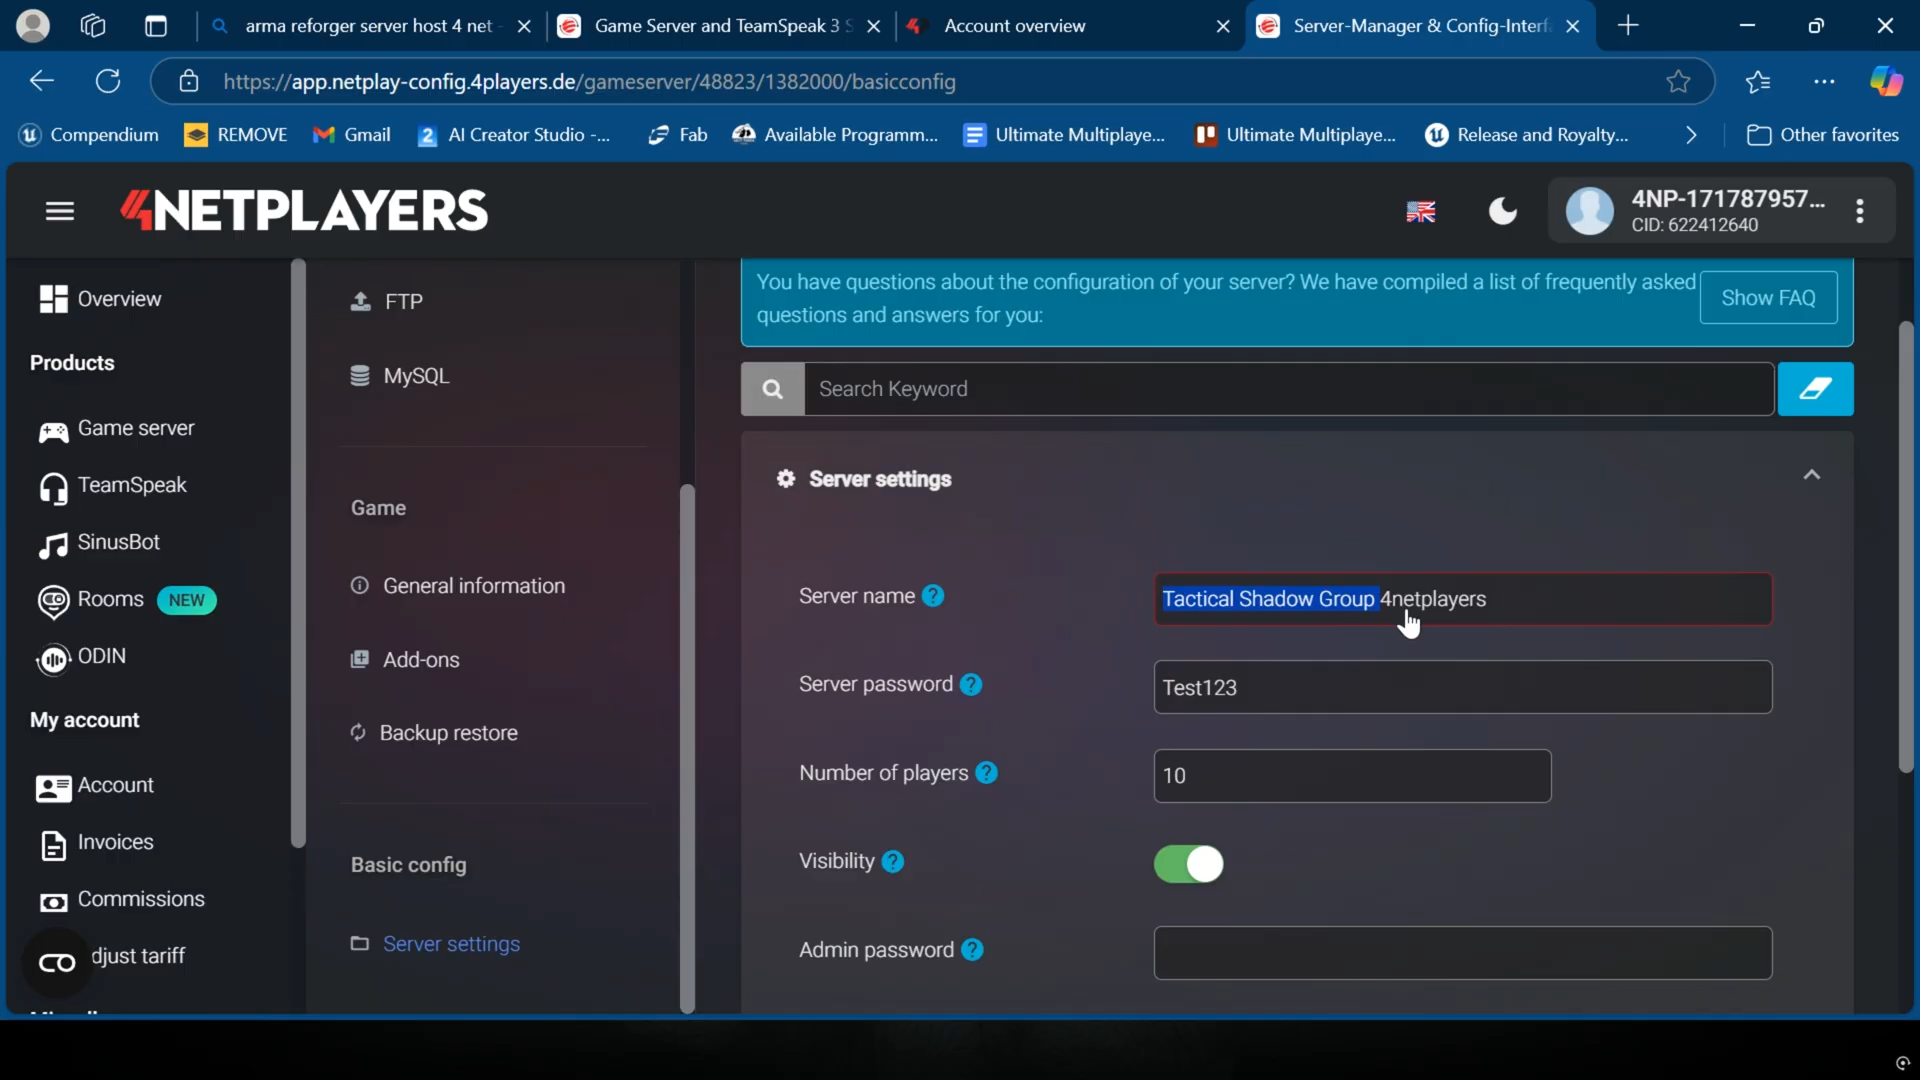 arma reforger server host 4 net
Game Server and TeamSpeak 3 S
Account overview
Server-Manager & Config-Interf
https://app.netplay-config.4players.de/gameserver/48823/1382000/basicconfig
Compendium
REMOVE
Gmail
AI Creator Studio -...
Fab
Available Programm...
Ultimate Multiplaye...
Ultimate Multiplaye...
Release and Royalty...
Other favorites
4NETPLAYERS
4NP-171787957...
CID: 622412640
Overview
Products
Game server
TeamSpeak
SinusBot
Rooms NEW
ODIN
My account
Account
Invoices
Commissions
djust tariff
FTP
MySQL
Game
General information
Add-ons
Backup restore
Basic config
Server settings
You have questions about the configuration of your server? We have compiled a list of frequently asked
questions and answers for you:
Show FAQ
Search Keyword
Server settings
Server name ?
Tactical Shadow Group 4netplayers
Server password ?
Test123
Number of players ?
10
Visibility ?
Admin password ?